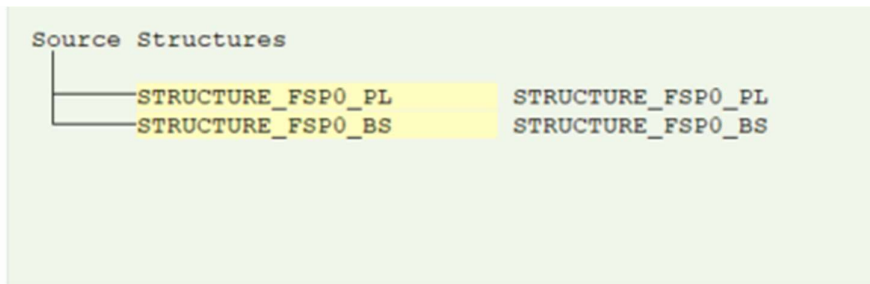 Source Structures
STRUCTURE_FSP0_PL STRUCTURE_FSP0_PL
STRUCTURE_FSP0_BS STRUCTURE_FSP0_BS